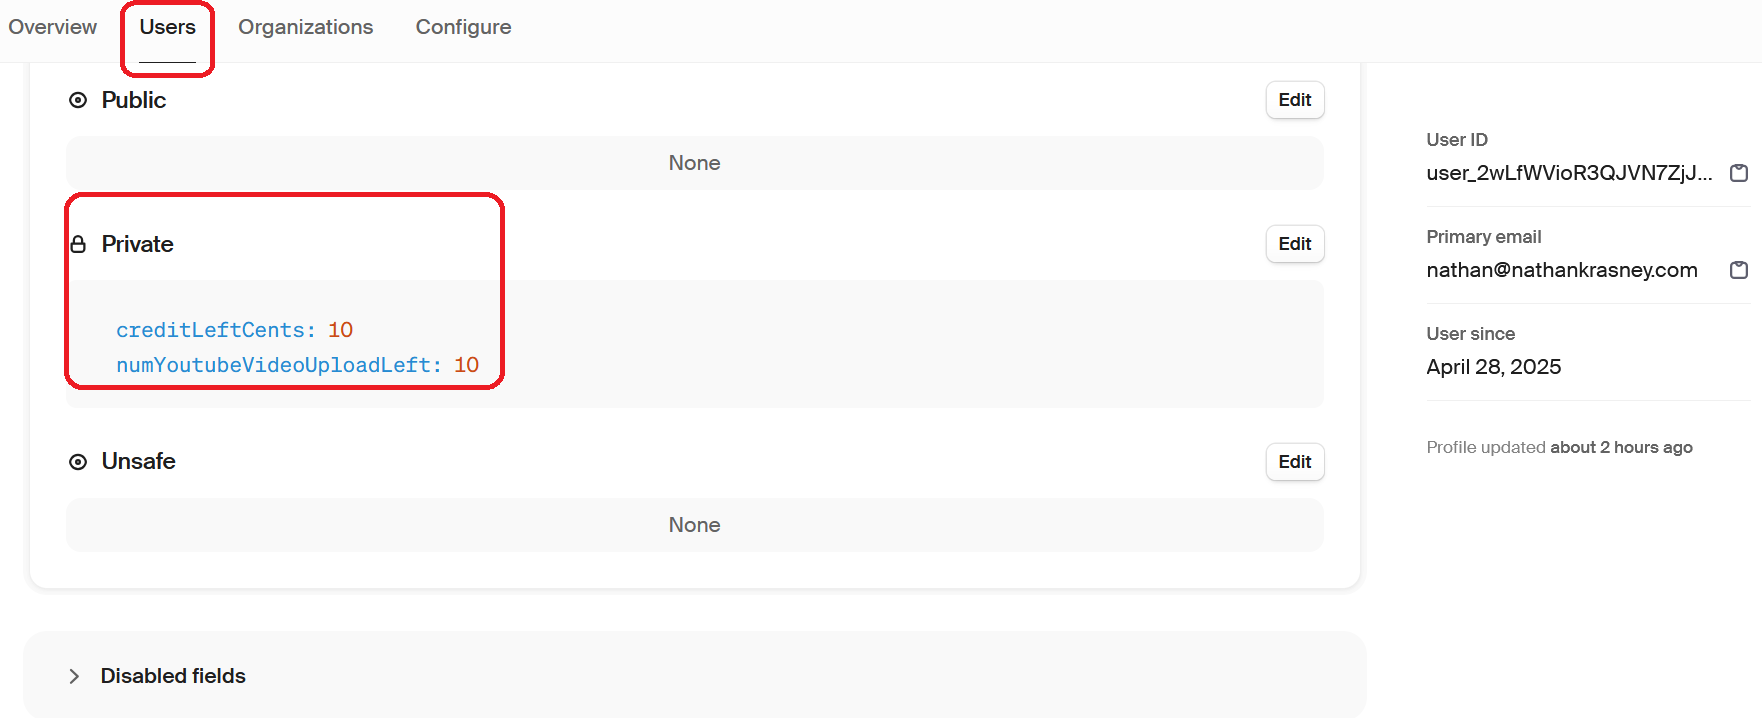 Overview Users Organizations Configure
Public Edit
None
Private Edit
creditLeftCents: 10
numYoutubeVideoUploadLeft: 10
Unsafe Edit
None
Disabled fields
User ID
user_2wLfWVioR3QJVN7ZjJ...
Primary email
nathan@nathankrasney.com
User since
April 28, 2025
Profile updated about 2 hours ago